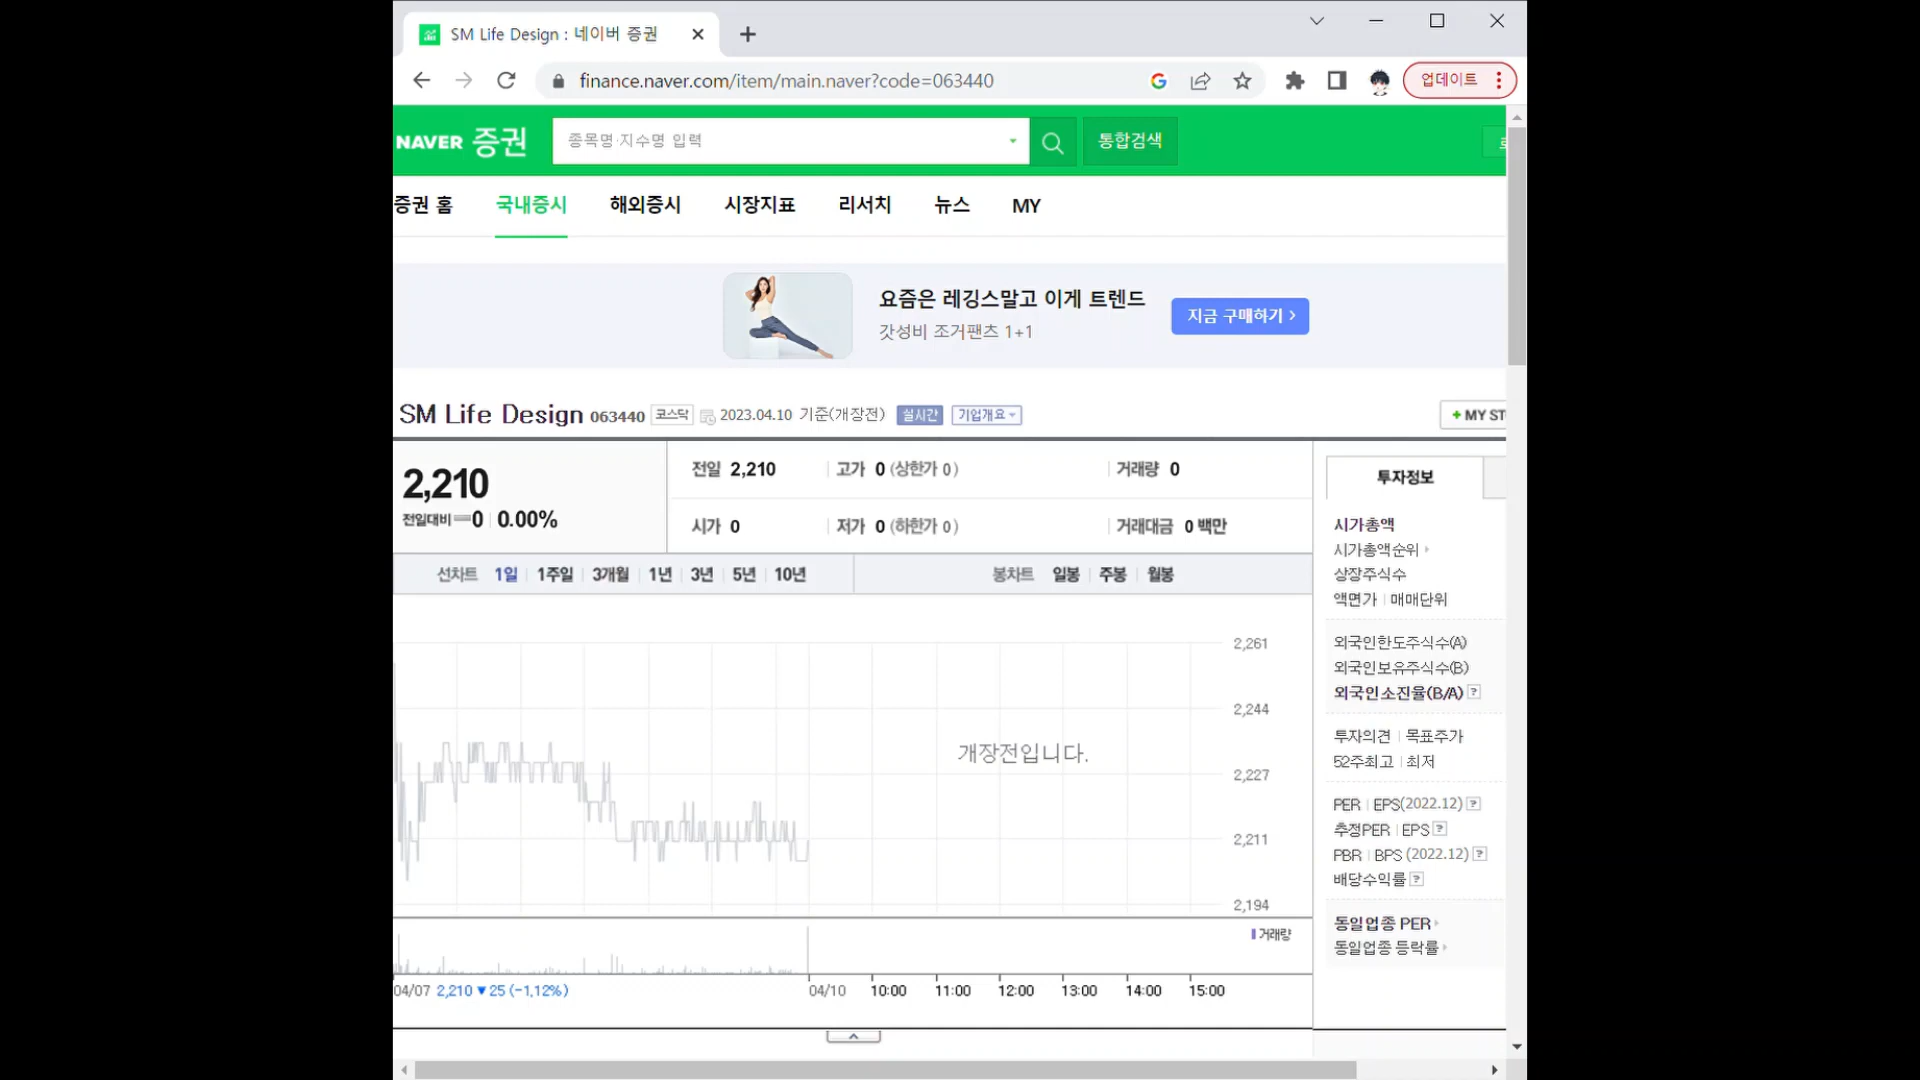 SM Life Design : 네이버 증권
finance.naver.com/item/main.naver?code=063440
업데이트
NAVER 증권
종목명·지수명 입력
통합검색
증권 홈 국내증시 해외증시 시장지표 리서치 뉴스 MY
요즘은 레깅스말고 이게 트렌드
갓성비 조거팬츠 1+1
지금 구매하기
SM Life Design 063440 코스닥 2023.04.10 기준(개장전) 실시간 기업개요
+ MY ST
2,210
전일대비 0 0.00%
전일 2,210 고가 0 (상한가 0) 거래량 0
시가 0 저가 0 (하한가 0) 거래대금 0 백만
선차트 1일 1주일 3개월 1년 3년 5년 10년 봉차트 일봉 주봉 월봉
2,261
2,244
개장전입니다.
2,227
2,211
2,194
거래량
04/07 2,210 ▼ 25 (-1,12%) 04/10 10:00 11:00 12:00 13:00 14:00 15:00
투자정보
시가총액
시가총액순위
상장주식수
액면가 매매단위
외국인한도주식수(A)
외국인보유주식수(B)
외국인소진율(B/A) ?
투자의견 목표주가
52주최고 최저
PER EPS(2022.12) ?
추정PER EPS ?
PBR BPS (2022.12) ?
배당수익률 ?
동일업종 PER
동일업종 등락률